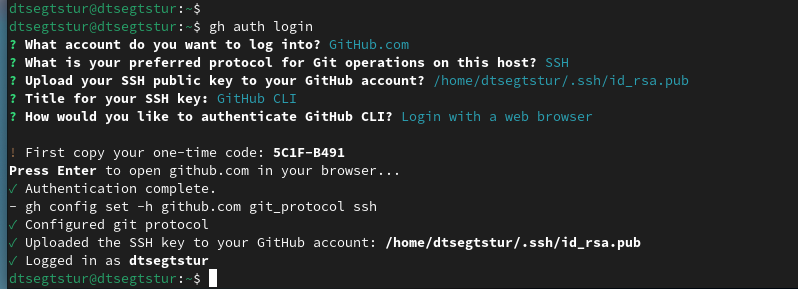 dtsegtstur@dtsegtstur:~$
dtsegtstur@dtsegtstur:~$ gh auth login
? What account do you want to log into? GitHub.com
? What is your preferred protocol for Git operations on this host? SSH
? Upload your SSH public key to your GitHub account? /home/dtsegtstur/.ssh/id_rsa.pub
? Title for your SSH key: GitHub CLI
? How would you like to authenticate GitHub CLI? Login with a web browser
! First copy your one-time code: 5C1F-B491
Press Enter to open github.com in your browser...
✓ Authentication complete.
- gh config set -h github.com git_protocol ssh
✓ Configured git protocol
✓ Uploaded the SSH key to your GitHub account: /home/dtsegtstur/.ssh/id_rsa.pub
✓ Logged in as dtsegtstur
dtsegtstur@dtsegtstur:~$